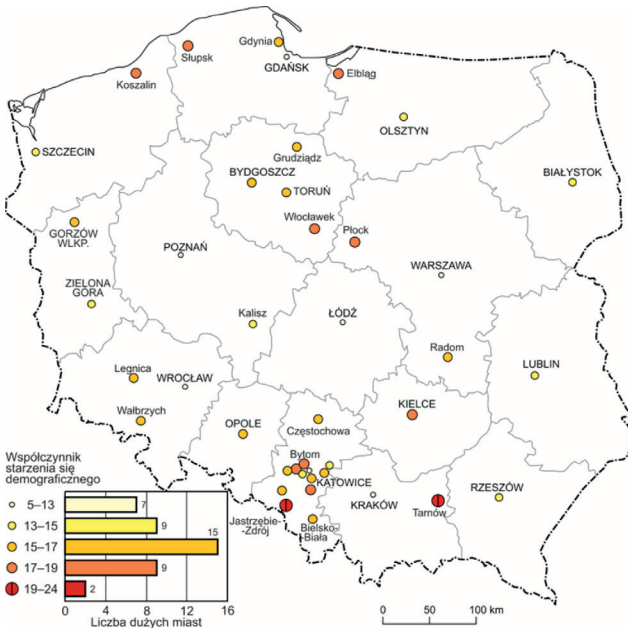 Gdynia
Słupsk
GDAŃSK
Koszalin
Elbląg
OLSZTYN
SZCZECIN
Grudziądz
BYDGOSZCZ
TORUŃ
BIAŁYSTOK
Włocławek
Płock
GORZÓW
WLKP.
POZNAŃ
WARSZAWA
ZIELONA
GÓRA
Kalisz
ŁÓDŹ
Radom
LUBLIN
Legnica
WROCŁAW
Wałbrzych
OPOLE
Częstochowa
KIELCE
Bytom
KATOWICE
KRAKÓW
Tarnów
RZESZÓW
Jastrzębie-
-Zdrój
Bielsko-
-Biała
Współczynnik
starzenia się
demograficznego
5–13 7
13–15 9
15–17 15
17–19 9
19–24 2
0 4 8 12 16
Liczba dużych miast
0 50 100 km